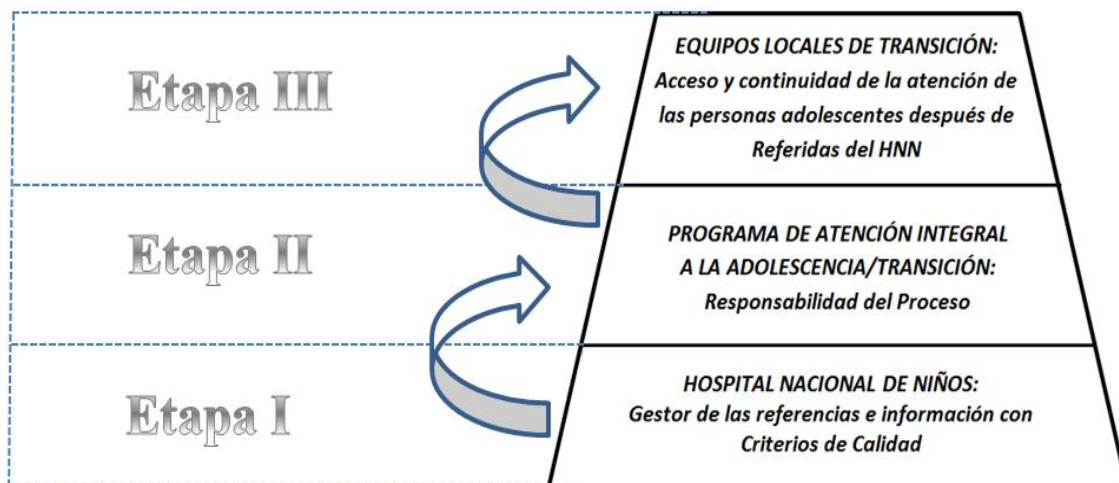 Etapa III
EQUIPOS LOCALES DE TRANSICIÓN:
Acceso y continuidad de la atención de
las personas adolescentes después de
Referidas del HNN
Etapa II
PROGRAMA DE ATENCIÓN INTEGRAL
A LA ADOLESCENCIA/TRANSICIÓN:
Responsabilidad del Proceso
Etapa I
HOSPITAL NACIONAL DE NIÑOS:
Gestor de las referencias e información con
Criterios de Calidad